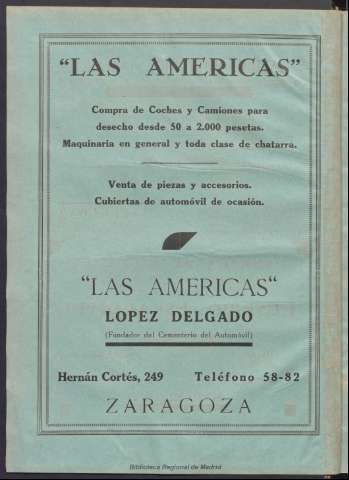 "LAS AMERICAS"
Compra de Coches y Camiones para
desecho desde 50 a 2.000 pesetas.
Maquinaria en general y toda clase de chatarra.
Venta de piezas y accesorios.
Cubiertas de automóvil de ocasión.
"LAS AMERICAS"
LOPEZ DELGADO
(Fundador del Cementerio del Automóvil)
Hernán Cortés, 249 Teléfono 58-82
ZARAGOZA
Biblioteca Regional de Madrid